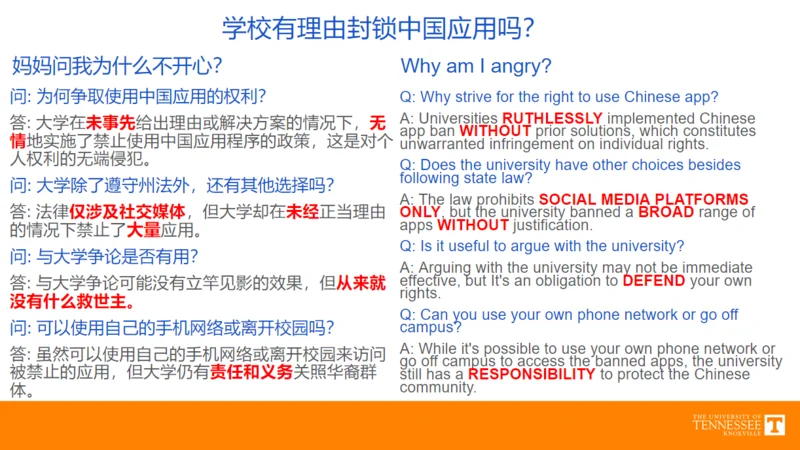 学校有理由封锁中国应用吗?
妈妈问我为什么不开心?
问: 为何争取使用中国应用的权利?
答: 大学在未事先给出理由或解决方案的情况下，无
情地实施了禁止使用中国应用程序的政策，这是对个
人权利的无端侵犯。
问: 大学除了遵守州法外，还有其他选择吗?
答: 法律仅涉及社交媒体，但大学却在未经正当理由
的情况下禁止了大量应用。
问: 与大学争论是否有用?
答: 与大学争论可能没有立竿见影的效果，但从来就
没有什么救世主。
问: 可以使用自己的手机网络或离开校园吗?
答: 虽然可以使用自己的手机网络或离开校园来访问
被禁止的应用，但大学仍有责任和义务关照华裔群
体。
Why am I angry?
Q: Why strive for the right to use Chinese app?
A: Universities RUTHLESSLY implemented Chinese
app ban WITHOUT prior solutions, which constitutes
unwarranted infringement on individual rights.
Q: Does the university have other choices besides
following state law?
A: The law prohibits SOCIAL MEDIA PLATFORMS
ONLY, but the university banned a BROAD range of
apps WITHOUT justification.
Q: Is it useful to argue with the university?
A: Arguing with the university may not be immediate
effective, but It's an obligation to DEFEND your own
rights.
Q: Can you use your own phone network or go off
campus?
A: While it's possible to use your own phone network or
go off campus to access the banned apps, the university
still has a RESPONSIBILITY to protect the Chinese
community.
THE UNIVERSITY OF
TENNESSEE
KNOXVILLE
T